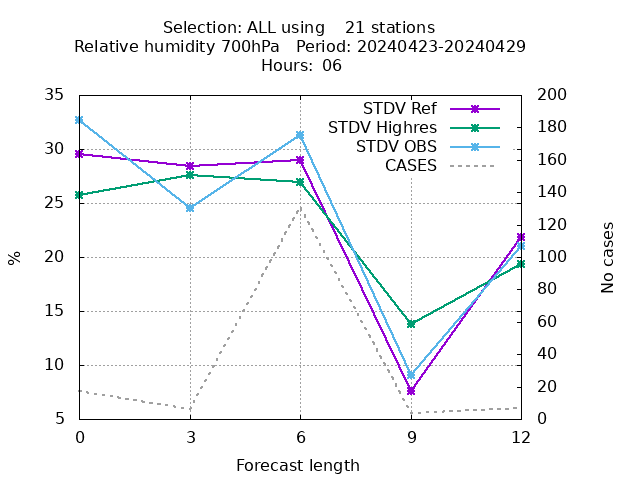 Selection: ALL using    21 stations
Relative humidity 700hPa   Period: 20240423-20240429
Hours: 06
STDV Ref
STDV Highres
STDV OBS
CASES
35
30
25
20
15
10
5
200
180
160
140
120
100
80
60
40
20
0
%
No cases
0 3 6 9 12
Forecast length